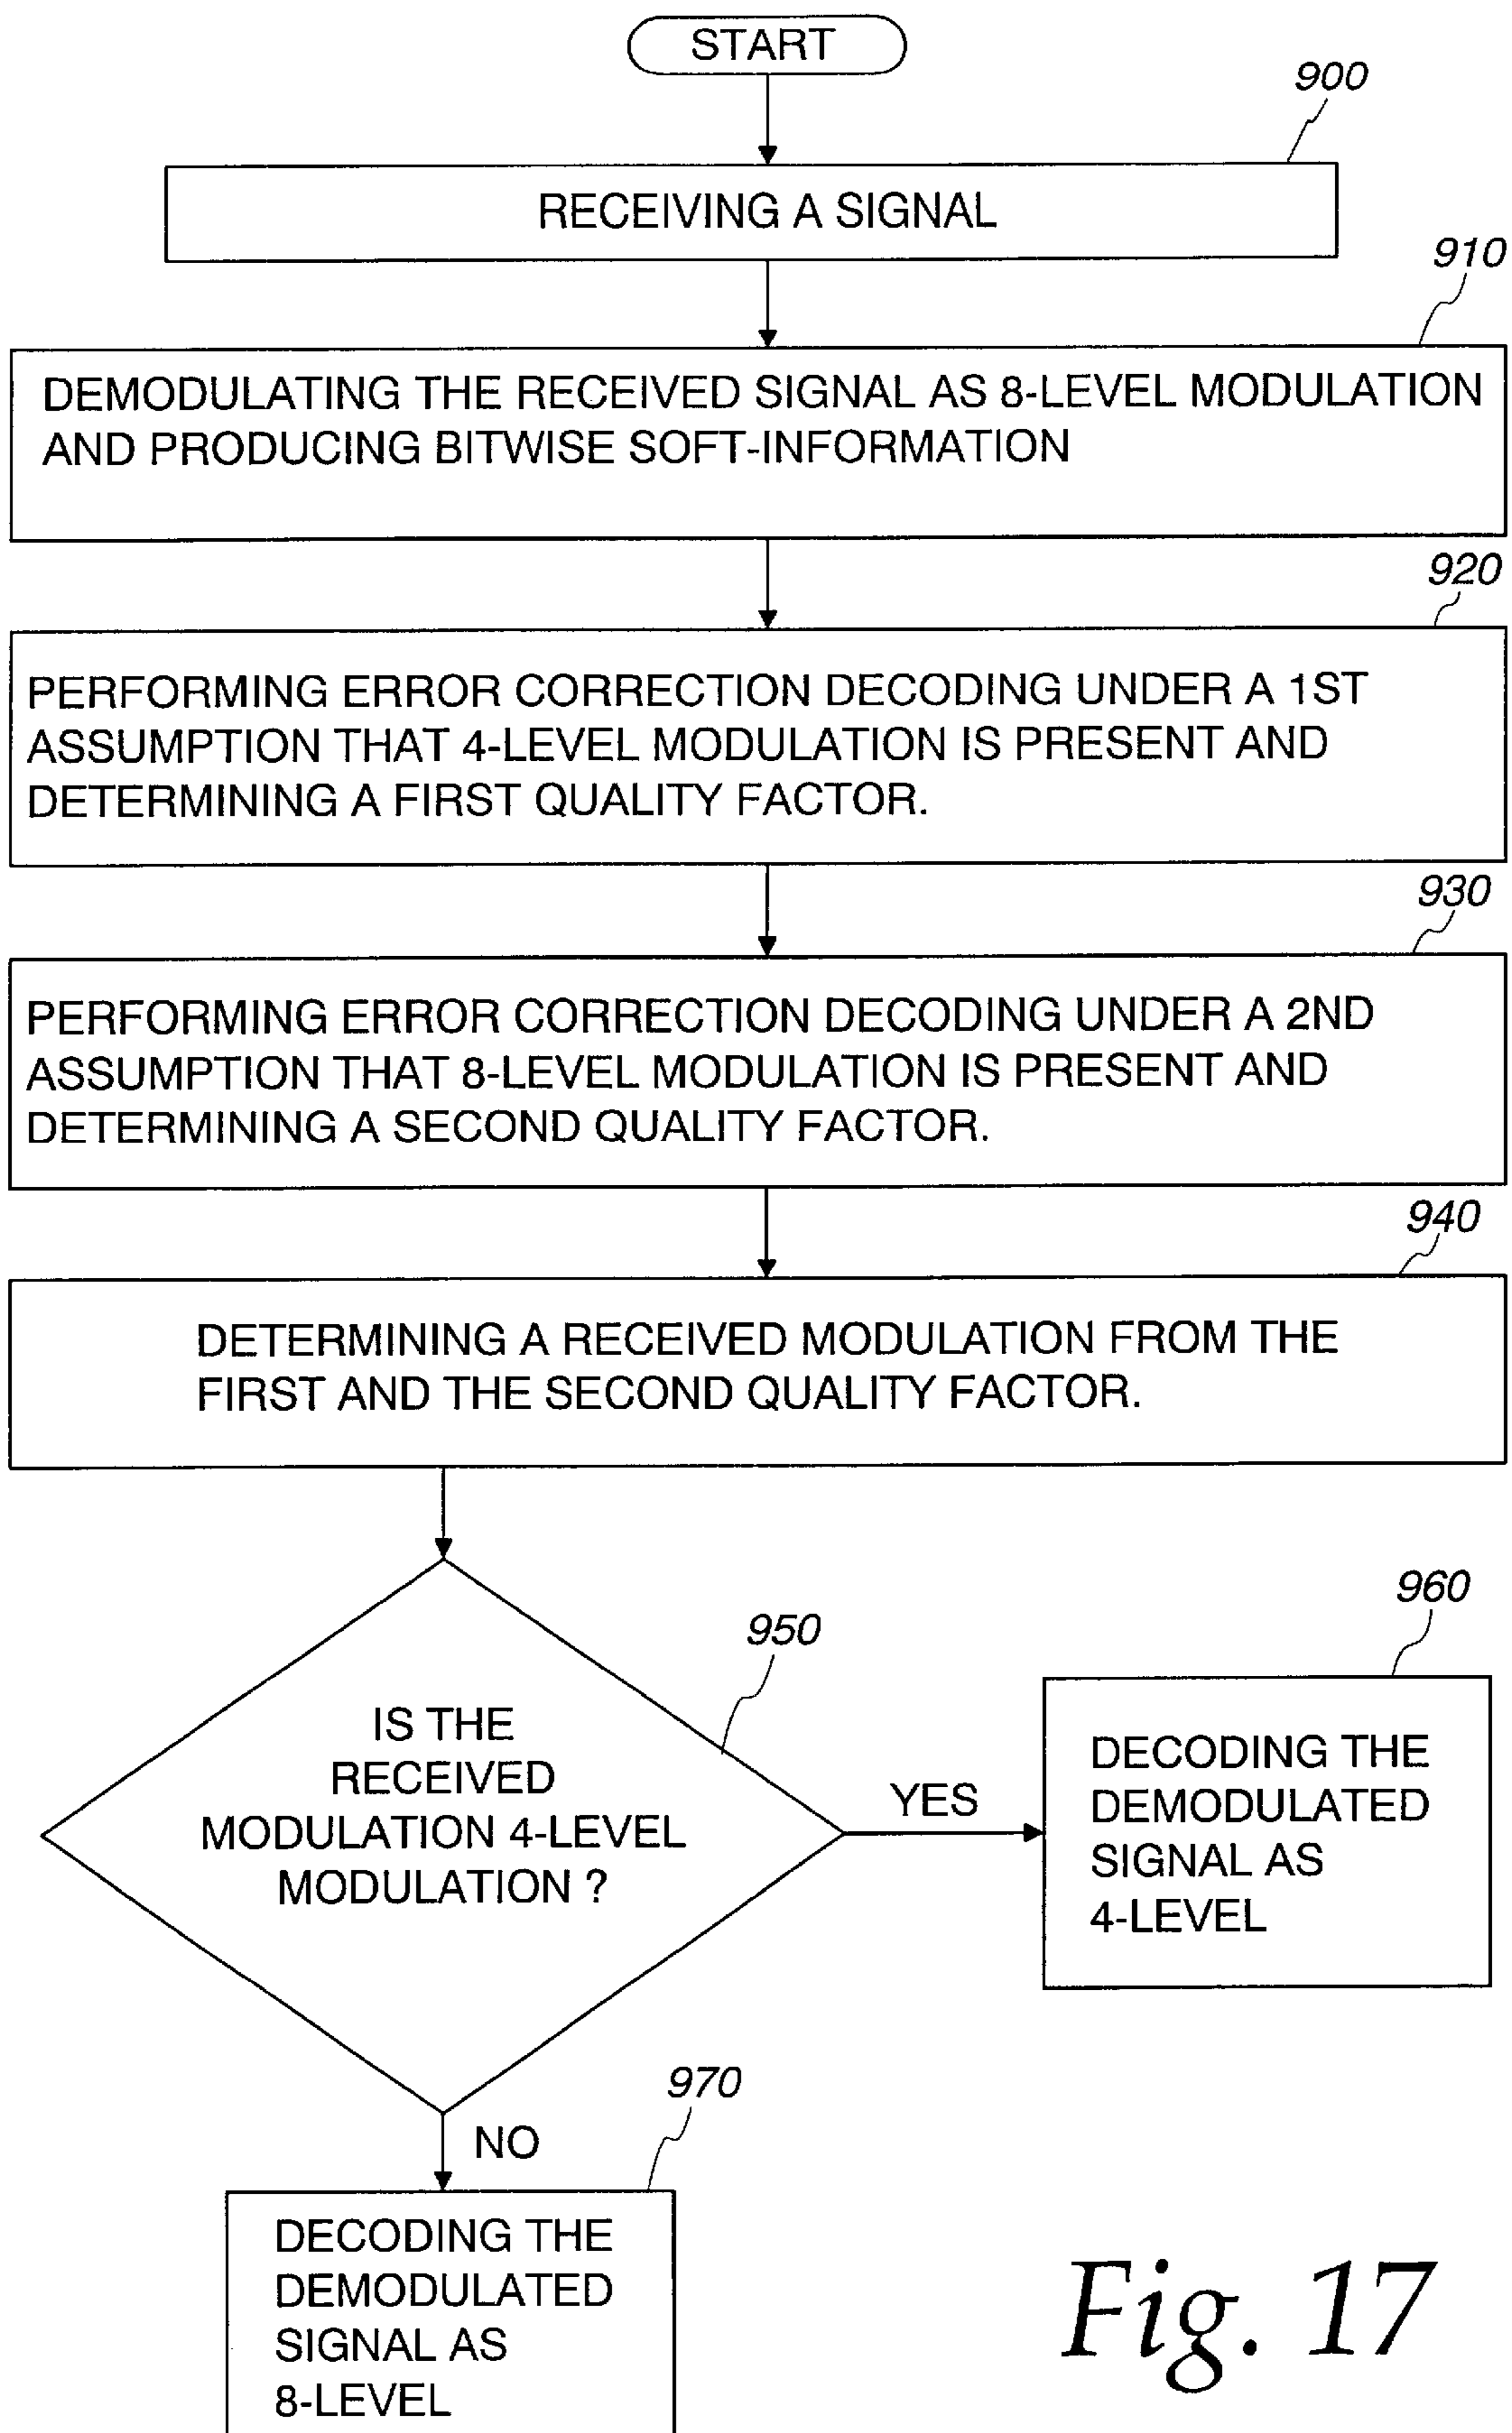 START
900
RECEIVING A SIGNAL
910
DEMODULATING THE RECEIVED SIGNAL AS 8-LEVEL MODULATION
AND PRODUCING BITWISE SOFT-INFORMATION
920
PERFORMING ERROR CORRECTION DECODING UNDER A 1ST
ASSUMPTION THAT 4-LEVEL MODULATION IS PRESENT AND
DETERMINING A FIRST QUALITY FACTOR.
930
PERFORMING ERROR CORRECTION DECODING UNDER A 2ND
ASSUMPTION THAT 8-LEVEL MODULATION IS PRESENT AND
DETERMINING A SECOND QUALITY FACTOR.
940
DETERMINING A RECEIVED MODULATION FROM THE
FIRST AND THE SECOND QUALITY FACTOR.
950
IS THE
RECEIVED
MODULATION 4-LEVEL
MODULATION ?
YES
960
DECODING THE
DEMODULATED
SIGNAL AS
4-LEVEL
NO
970
DECODING THE
DEMODULATED
SIGNAL AS
8-LEVEL
Fig. 17